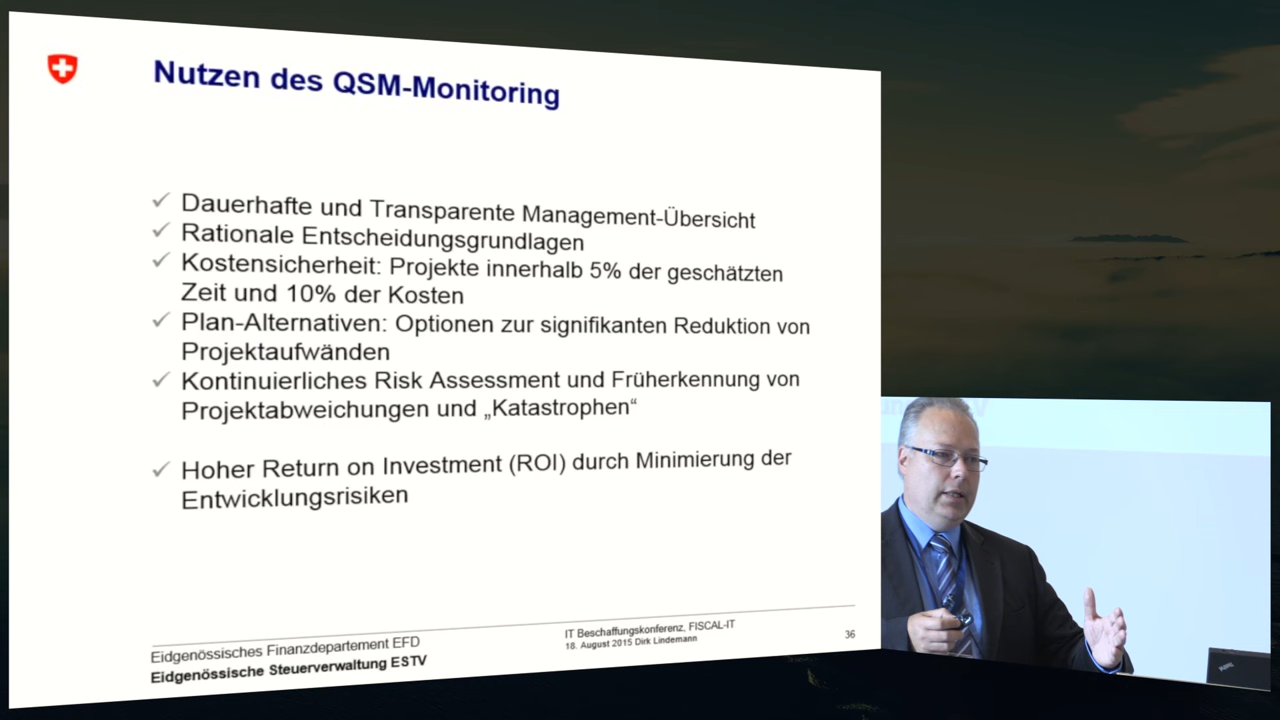 Nutzen des QSM-Monitoring
Dauerhafte und Transparente Management-Übersicht
Rationale Entscheidungsgrundlagen
Kostensicherheit: Projekte innerhalb 5% der geschätzten
Zeit und 10% der Kosten
Plan-Alternativen: Optionen zur signifikanten Reduktion von
Projektaufwänden
Kontinuierliches Risk Assessment und Früherkennung von
Projektabweichungen und „Katastrophen“
Hoher Return on Investment (ROI) durch Minimierung der
Entwicklungsrisiken
Eidgenössisches Finanzdepartement EFD
Eidgenössische Steuerverwaltung ESTV
IT Beschaffungskonferenz, FISCAL-IT
18. August 2015 Dirk Lindemann
36